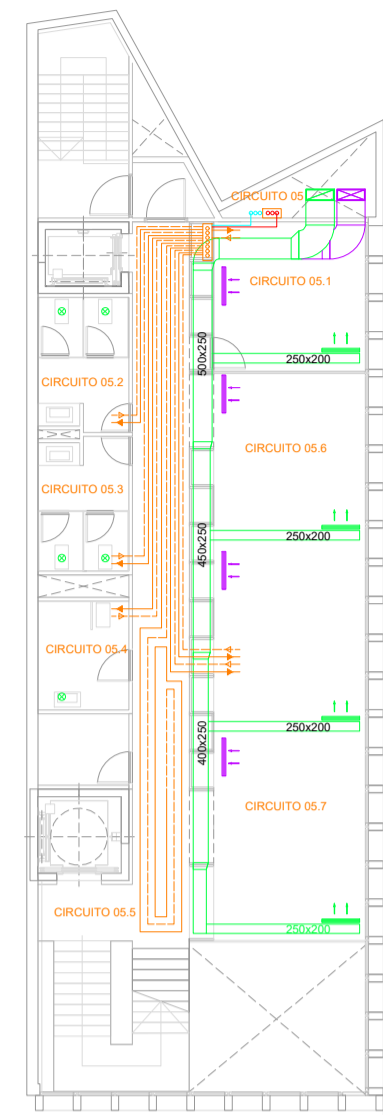 CIRCUITO 05
CIRCUITO 05.1
500x250
250x200
CIRCUITO 05.2
CIRCUITO 05.6
CIRCUITO 05.3
450x250
250x200
CIRCUITO 05.4
250x200
400x250
CIRCUITO 05.7
CIRCUITO 05.5
250x200